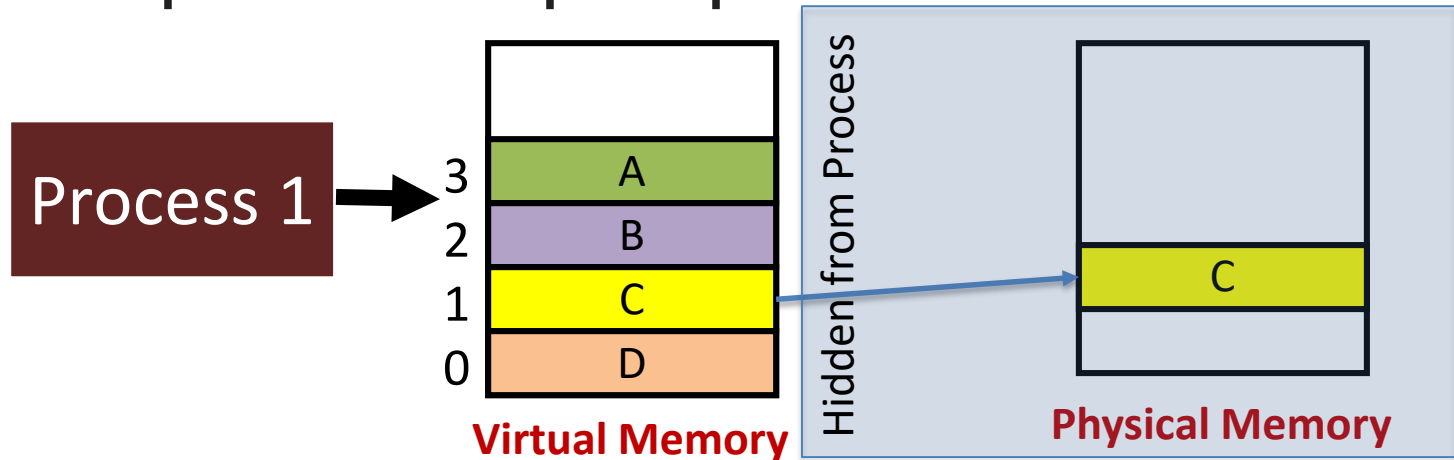 Process 1
3
A
2
B
1
C
0
D
Virtual Memory
Hidden from Process
C
Physical Memory